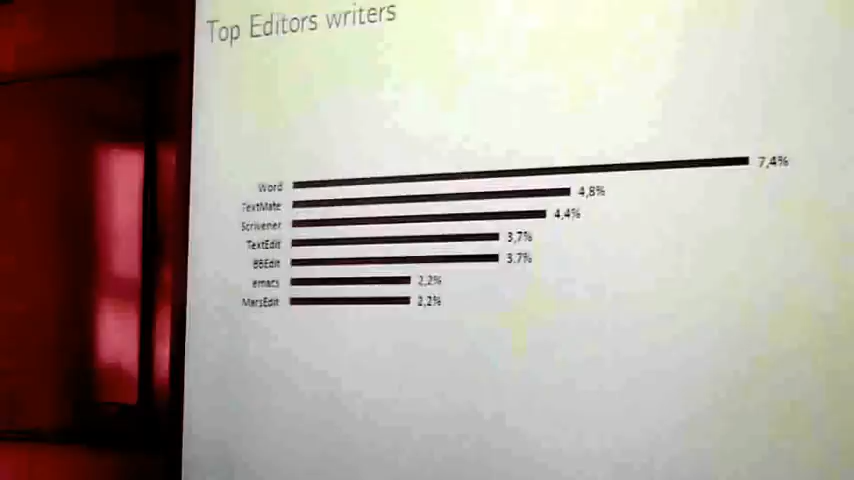 Top Editors writers
Word 7,4%
TextMate 4,8%
Scrivener 4,4%
TextEdit 3,7%
BBEdit 3,7%
emacs 2,2%
MarsEdit 2,2%